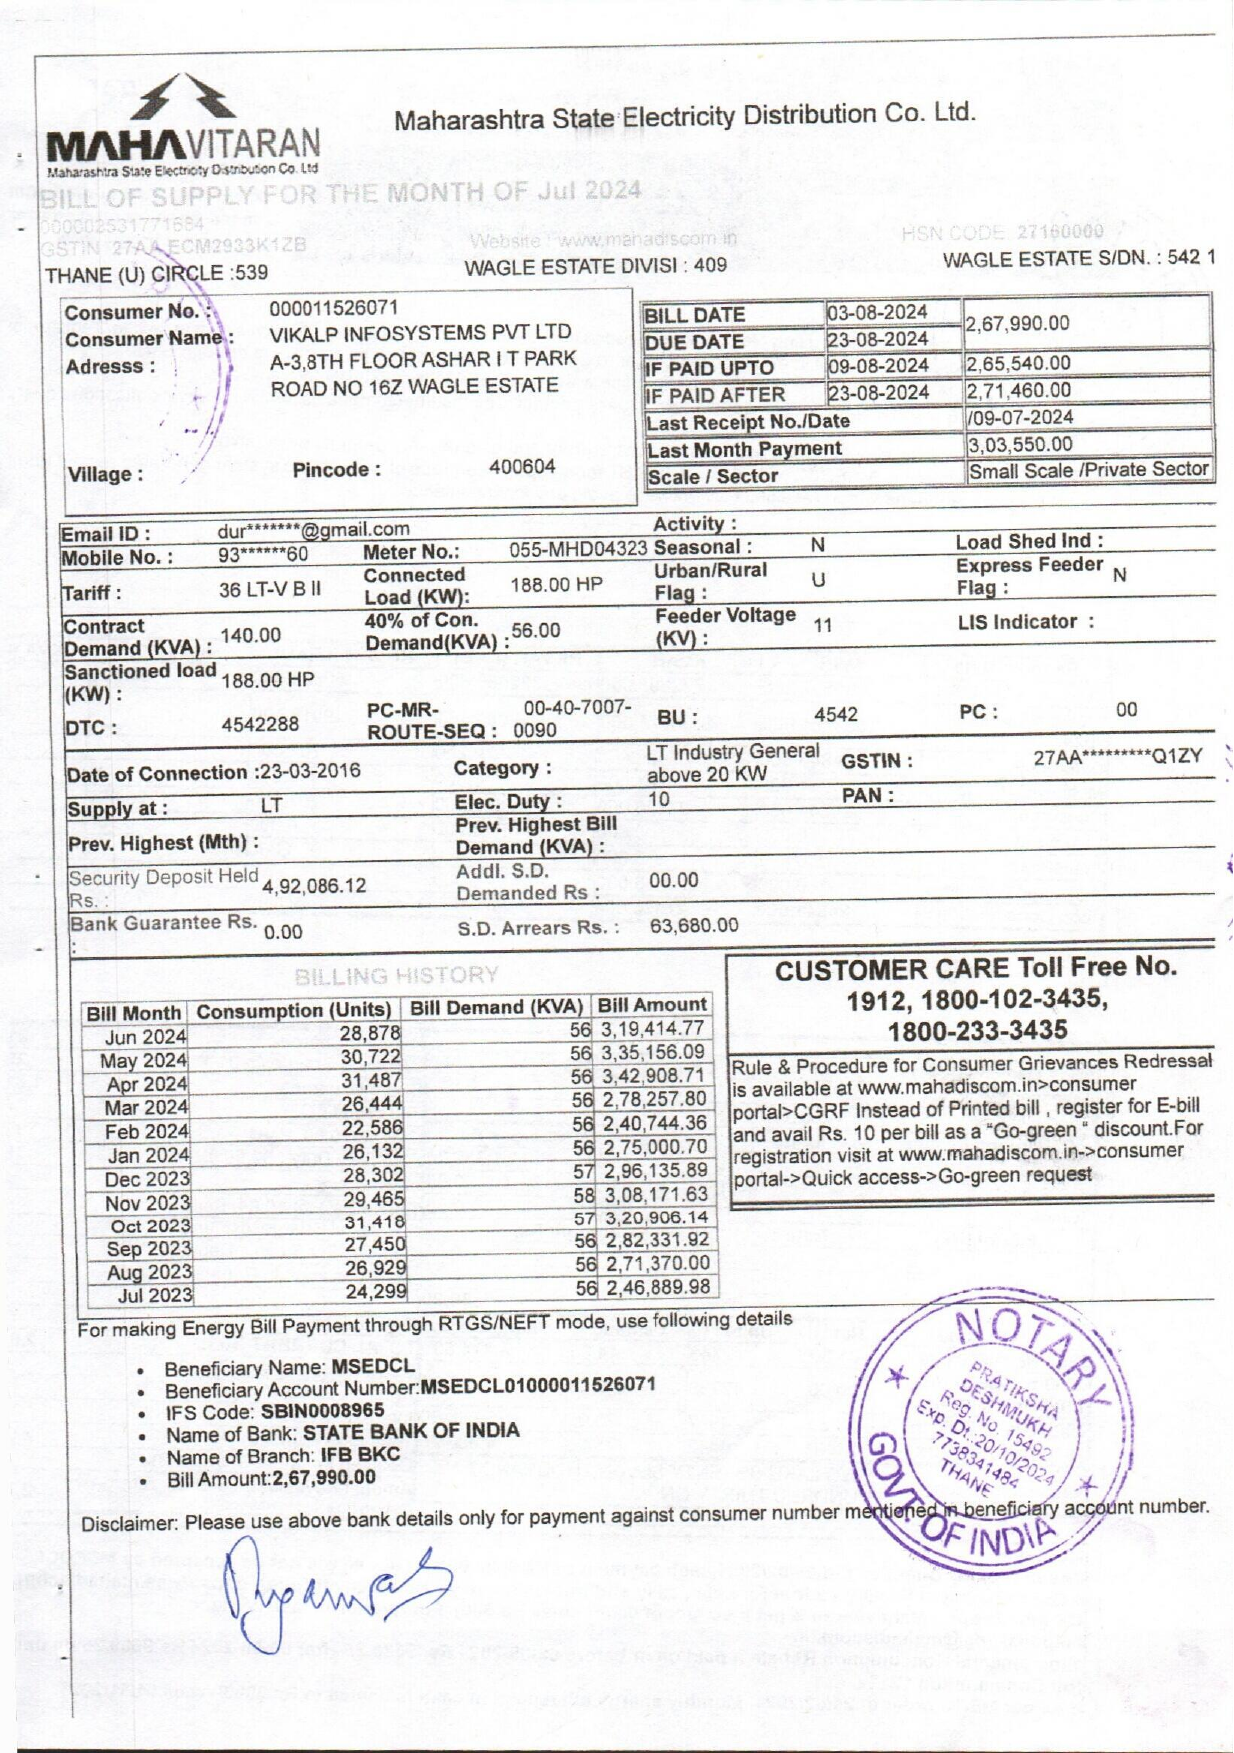 MAHAVITARAN
Maharashtra State Electricity Distribution Co. Ltd
Maharashtra State Electricity Distribution Co. Ltd.
BILL OF SUPPLY FOR THE MONTH OF Jul 2024
000002531771684
GSTIN 27AA ECM2933K1ZB Website : www.mahadiscom.in HSN CODE 27160000
THANE (U) CIRCLE :539 WAGLE ESTATE DIVISI : 409 WAGLE ESTATE S/DN. : 542 1
Consumer No. : 000011526071
Consumer Name : VIKALP INFOSYSTEMS PVT LTD
Adresss : A-3,8TH FLOOR ASHAR I T PARK
ROAD NO 16Z WAGLE ESTATE
Village : Pincode : 400604
BILL DATE 03-08-2024 2,67,990.00
DUE DATE 23-08-2024
IF PAID UPTO 09-08-2024 2,65,540.00
IF PAID AFTER 23-08-2024 2,71,460.00
Last Receipt No./Date /09-07-2024
Last Month Payment 3,03,550.00
Scale / Sector Small Scale /Private Sector
Email ID : dur*******@gmail.com Activity :
Mobile No. : 93******60 Meter No.: 055-MHD04323 Seasonal : N Load Shed Ind :
Tariff : 36 LT-V B II Connected Load (KW): 188.00 HP Urban/Rural Flag : U Express Feeder Flag : N
Contract Demand (KVA) : 140.00 40% of Con. Demand(KVA) : 56.00 Feeder Voltage (KV) : 11 LIS Indicator :
Sanctioned load (KW) : 188.00 HP
DTC : 4542288 PC-MR-ROUTE-SEQ : 00-40-7007-0090 BU : 4542 PC : 00
Date of Connection :23-03-2016 Category : LT Industry General above 20 KW GSTIN : 27AA*********Q1ZY
Supply at : LT Elec. Duty : 10 PAN :
Prev. Highest (Mth) : Prev. Highest Bill Demand (KVA) :
Security Deposit Held Rs. : 4,92,086.12 Addl. S.D. Demanded Rs : 00.00
Bank Guarantee Rs. : 0.00 S.D. Arrears Rs. : 63,680.00
BILLING HISTORY
Bill Month Consumption (Units) Bill Demand (KVA) Bill Amount
Jun 2024 28,878 56 3,19,414.77
May 2024 30,722 56 3,35,156.09
Apr 2024 31,487 56 3,42,908.71
Mar 2024 26,444 56 2,78,257.80
Feb 2024 22,586 56 2,40,744.36
Jan 2024 26,132 56 2,75,000.70
Dec 2023 28,302 57 2,96,135.89
Nov 2023 29,465 58 3,08,171.63
Oct 2023 31,418 57 3,20,906.14
Sep 2023 27,450 56 2,82,331.92
Aug 2023 26,929 56 2,71,370.00
Jul 2023 24,299 56 2,46,889.98
CUSTOMER CARE Toll Free No.
1912, 1800-102-3435,
1800-233-3435
Rule & Procedure for Consumer Grievances Redressal
is available at www.mahadiscom.in>consumer
portal>CGRF Instead of Printed bill , register for E-bill
and avail Rs. 10 per bill as a "Go-green " discount.For
registration visit at www.mahadiscom.in->consumer
portal->Quick access->Go-green request
For making Energy Bill Payment through RTGS/NEFT mode, use following details
• Beneficiary Name: MSEDCL
• Beneficiary Account Number:MSEDCL01000011526071
• IFS Code: SBIN0008965
• Name of Bank: STATE BANK OF INDIA
• Name of Branch: IFB BKC
• Bill Amount:2,67,990.00
Disclaimer: Please use above bank details only for payment against consumer number mentioned in beneficiary account number.
NOTARY
PRATIKSHA
DESHMUKH
Reg. No. 15492
Exp. Dt.:20/10/2024
7738341484
THANE
GOVT. OF INDIA